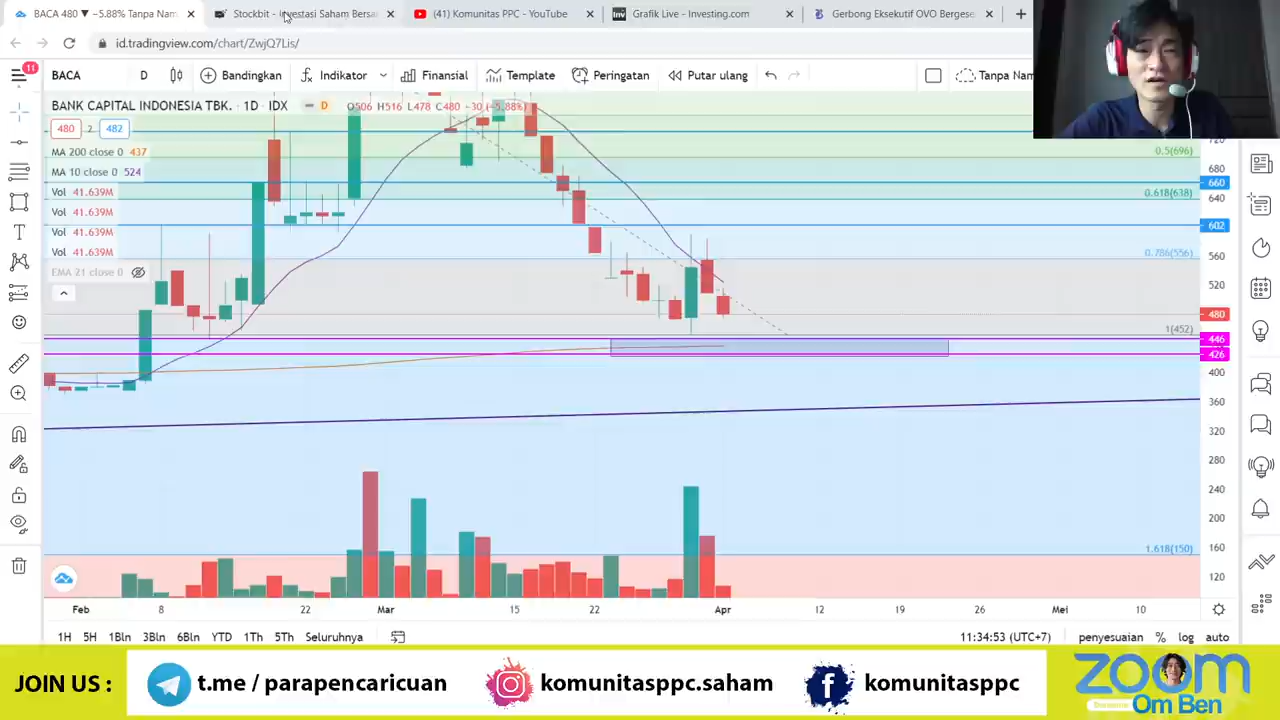 BACA 480 ▼ −5.88% Tanpa Nam
Stockbit - Investasi Saham Bersa
(41) Komunitas PPC - YouTube
Grafik Live - Investing.com
Gerbong Eksekutif OVO Bergese
id.tradingview.com/chart/ZwjQ7Lis/
11
BACA
D
Bandingkan
Indikator
Finansial
Template
Peringatan
Putar ulang
Tanpa Nam
BANK CAPITAL INDONESIA TBK. · 1D · IDX
D
O506 H516 L478 C480 −30 (−5.88%)
480
2
482
MA 200 close 0 437
MA 10 close 0 524
Vol 41.639M
Vol 41.639M
Vol 41.639M
Vol 41.639M
EMA 21 close 0
0.5(696)
0.618(638)
0.786(556)
1(452)
1.618(150)
720
680
660
640
602
560
520
480
446
426
400
360
320
280
240
200
160
120
Feb
8
22
Mar
15
22
Apr
12
19
26
Mei
10
1H
5H
1Bln
3Bln
6Bln
YTD
1Th
5Th
Seluruhnya
11:34:53 (UTC+7)
penyesuaian
%
log
auto
JOIN US :
t.me / parapencaricuan
komunitasppc.saham
komunitasppc
zoom
Bersama
Om Ben